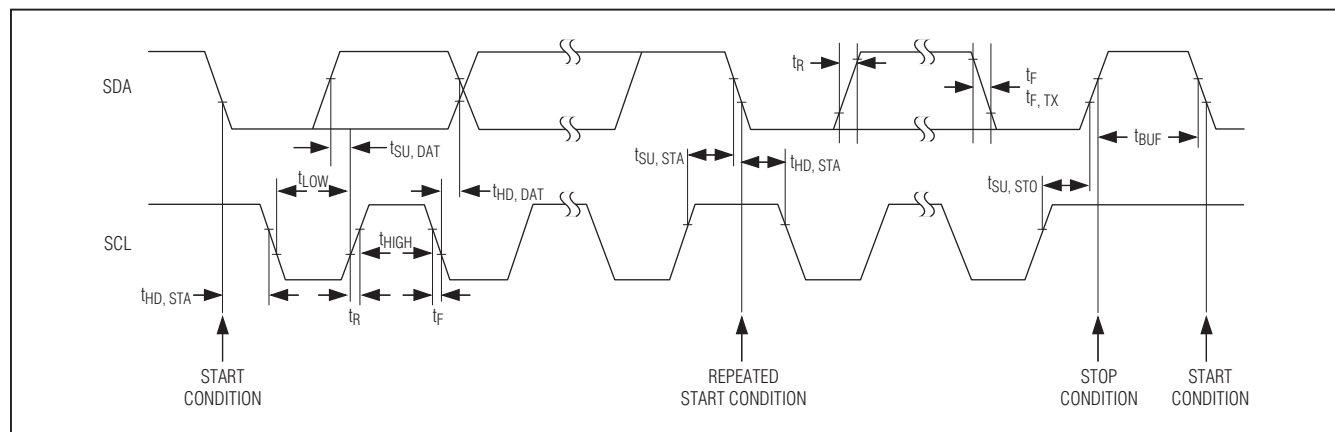 SDA
tR
tF
tF, TX
tSU, DAT
tSU, STA
tHD, STA
tBUF
tLOW
tHD, DAT
tSU, STO
SCL
tHIGH
tHD, STA
tR
tF
START
CONDITION
REPEATED
START CONDITION
STOP
CONDITION
START
CONDITION